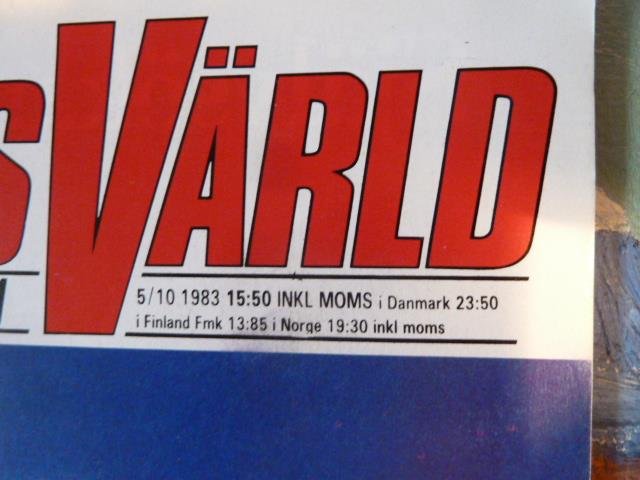 SVÄRLD
5/10 1983 15:50 INKL MOMS i Danmark 23:50
i Finland Fmk 13:85 i Norge 19:30 inkl moms